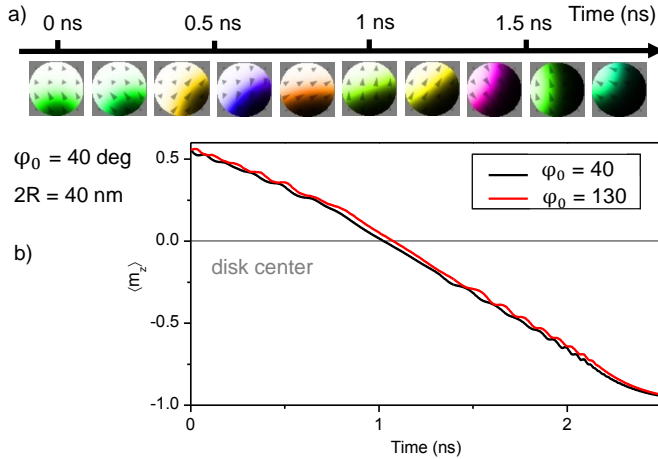 a)
0 ns
0.5 ns
1 ns
1.5 ns
Time (ns)
φ₀ = 40 deg
2R = 40 nm
b)
0.5
0.0
-0.5
-1.0
⟨m_z⟩
φ₀ = 40
φ₀ = 130
disk center
0
1
2
Time (ns)